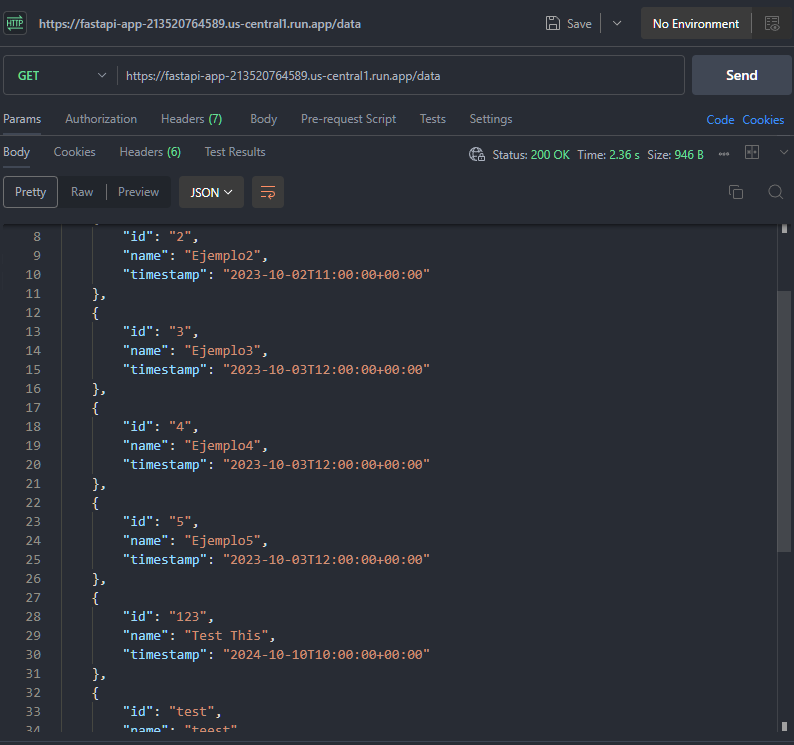 HTTP https://fastapi-app-213520764589.us-central1.run.app/data Save No Environment
GET https://fastapi-app-213520764589.us-central1.run.app/data Send
Params Authorization Headers (7) Body Pre-request Script Tests Settings Code Cookies
Body Cookies Headers (6) Test Results Status: 200 OK Time: 2.36 s Size: 946 B
Pretty Raw Preview JSON
8 "id": "2",
9 "name": "Ejemplo2",
10 "timestamp": "2023-10-02T11:00:00+00:00"
11 },
12 {
13 "id": "3",
14 "name": "Ejemplo3",
15 "timestamp": "2023-10-03T12:00:00+00:00"
16 },
17 {
18 "id": "4",
19 "name": "Ejemplo4",
20 "timestamp": "2023-10-03T12:00:00+00:00"
21 },
22 {
23 "id": "5",
24 "name": "Ejemplo5",
25 "timestamp": "2023-10-03T12:00:00+00:00"
26 },
27 {
28 "id": "123",
29 "name": "Test This",
30 "timestamp": "2024-10-10T10:00:00+00:00"
31 },
32 {
33 "id": "test",
34 "name": "teest"